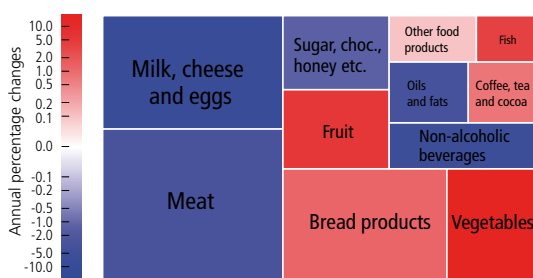 Annual percentage changes
10.0
5.0
2.0
1.0
0.5
0.2
0.1
0.0
-0.1
-0.2
-0.5
-1.0
-2.0
-5.0
-10.0
Milk, cheese
and eggs
Meat
Sugar, choc.,
honey etc.
Fruit
Other food
products
Fish
Oils
and fats
Coffee, tea
and cocoa
Non-alcoholic
beverages
Bread products
Vegetables